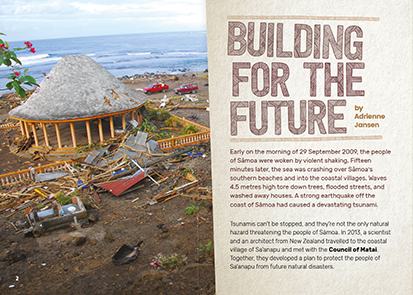 BUILDING
FOR THE
FUTURE
by
Adrienne
Jansen
Early on the morning of 29 September 2009, the people
of Sāmoa were woken by violent shaking. Fifteen
minutes later, the sea was crashing over Sāmoa's
southern beaches and into the coastal villages. Waves
4.5 metres high tore down trees, flooded streets, and
washed away houses. A strong earthquake off the
coast of Sāmoa had caused a devastating tsunami.
Tsunamis can't be stopped, and they're not the only natural
hazard threatening the people of Sāmoa. In 2013, a scientist
and an architect from New Zealand travelled to the coastal
village of Sa'anapu and met with the Council of Matai.
Together, they developed a plan to protect the people of
Sa'anapu from future natural disasters.
2